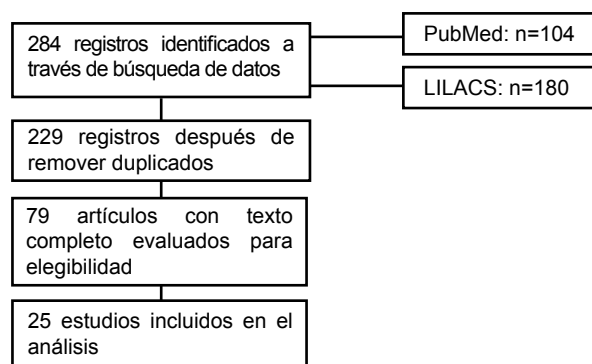 284 registros identificados a
través de búsqueda de datos
PubMed: n=104
LILACS: n=180
229 registros después de
remover duplicados
79 artículos con texto
completo evaluados para
elegibilidad
25 estudios incluidos en el
análisis